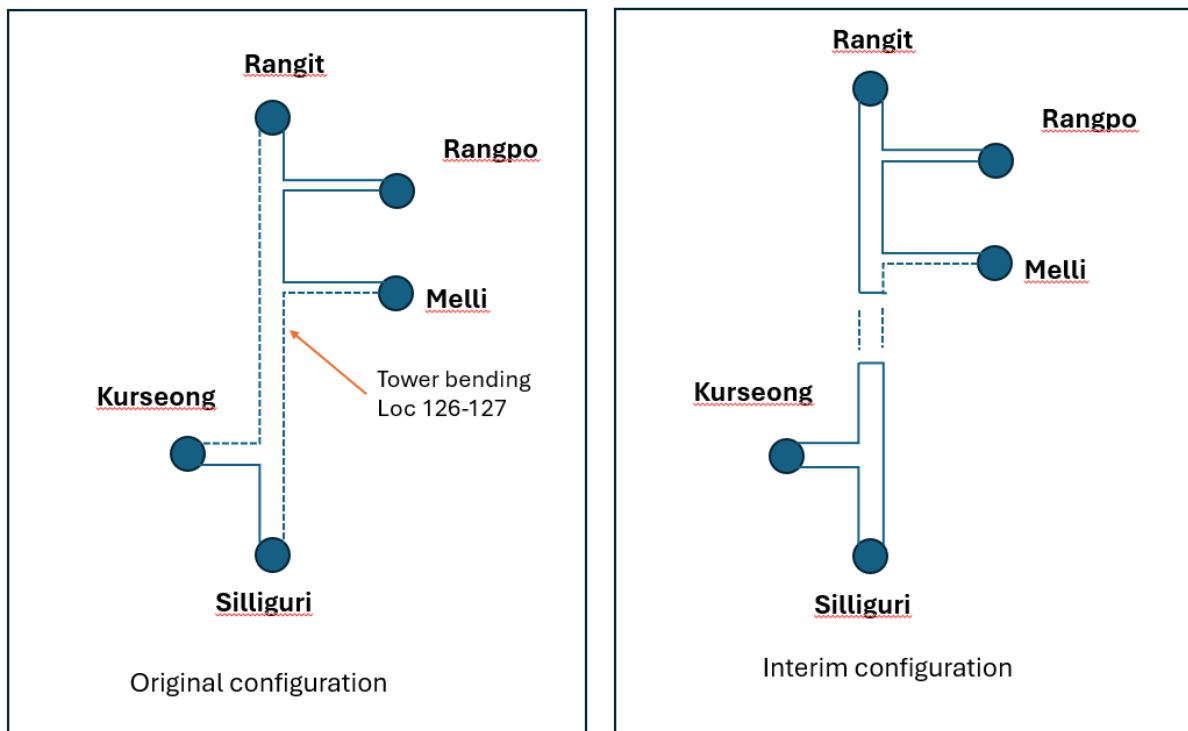 Rangit
Rangpo
Melli
Tower bending
Loc 126-127
Kurseong
Silliguri
Original configuration
Rangit
Rangpo
Melli
Kurseong
Silliguri
Interim configuration